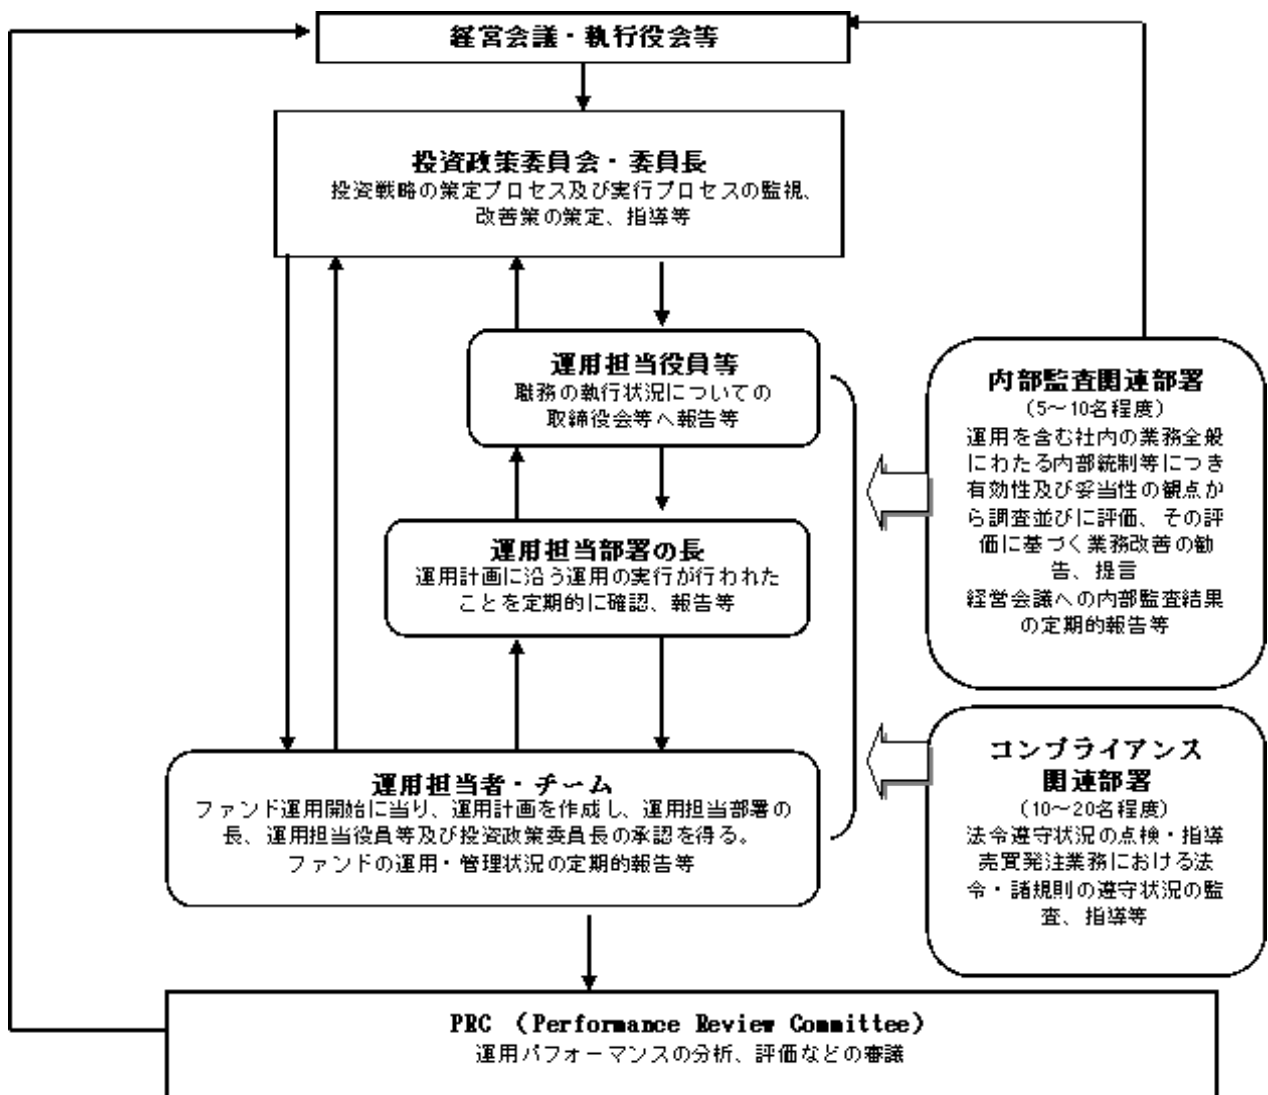 経営会議・執行役会等
投資政策委員会・委員長
投資戦略の策定プロセス及び実行プロセスの監視、
改善策の策定、指導等
運用担当役員等
職務の執行状況についての
取締役会等へ報告等
運用担当部署の長
運用計画に沿う運用の実行が行われた
ことを定期的に確認、報告等
運用担当者・チーム
ファンド運用開始に当り、運用計画を作成し、運用担当部署の
長、運用担当役員等及び投資政策委員長の承認を得る。
ファンドの運用・管理状況の定期的報告等
内部監査関連部署
（5～10名程度）
運用を含む社内の業務全般
にわたる内部統制等につき
有効性及び妥当性の観点か
ら調査並びに評価、その評
価に基づく業務改善の勧
告、提言
経営会議への内部監査結果
の定期的報告等
コンプライアンス
関連部署
(10～20名程度)
法令遵守状況の点検・指導
売買発注業務における法
令・諸規則の遵守状況の監
査、指導等
PRC （Performance Review Committee）
運用パフォーマンスの分析、評価などの審議